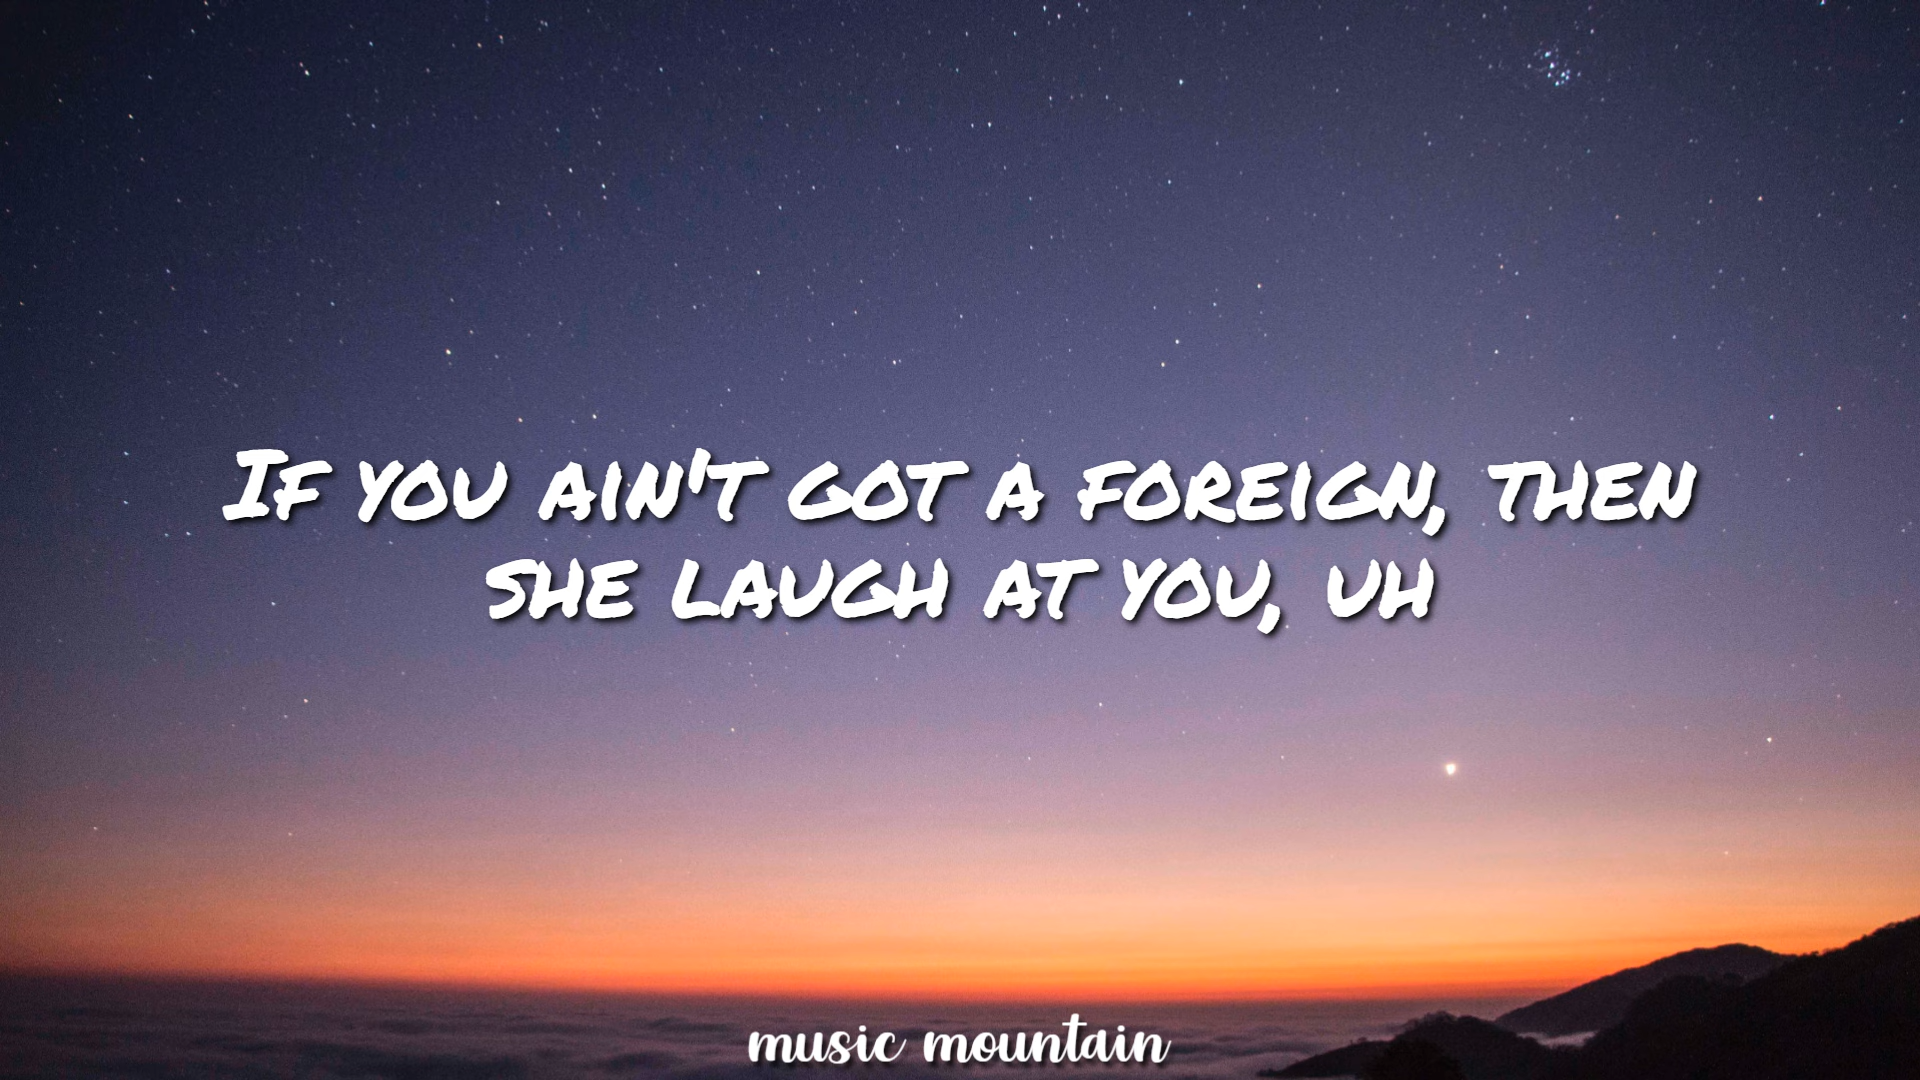 If you ain't got a foreign, then
she laugh at you, uh
music mountain